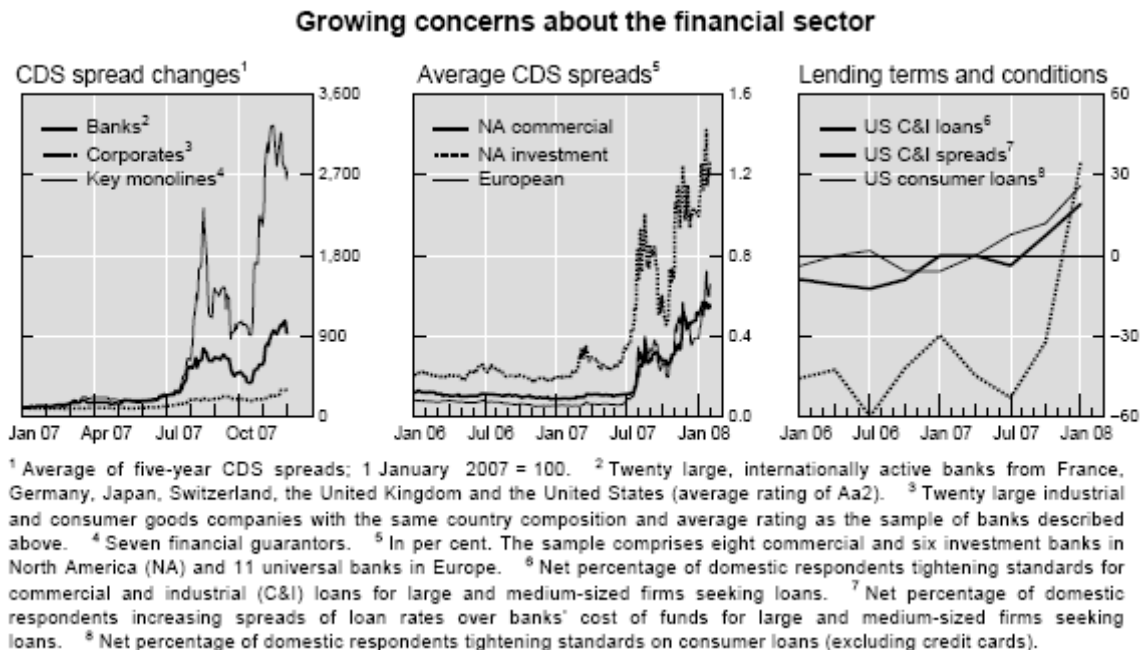 Growing concerns about the financial sector
CDS spread changes¹
Average CDS spreads⁵
Lending terms and conditions
3,600
2,700
1,800
900
0
Banks²
Corporates³
Key monolines⁴
Jan 07 Apr 07 Jul 07 Oct 07
1.6
1.2
0.8
0.4
0.0
NA commercial
NA investment
European
Jan 06 Jul 06 Jan 07 Jul 07 Jan 08
60
30
0
–30
–60
US C&I loans⁶
US C&I spreads⁷
US consumer loans⁸
Jan 06 Jul 06 Jan 07 Jul 07 Jan 08
¹ Average of five-year CDS spreads; 1 January 2007 = 100. ² Twenty large, internationally active banks from France,
Germany, Japan, Switzerland, the United Kingdom and the United States (average rating of Aa2). ³ Twenty large industrial
and consumer goods companies with the same country composition and average rating as the sample of banks described
above. ⁴ Seven financial guarantors. ⁵ In per cent. The sample comprises eight commercial and six investment banks in
North America (NA) and 11 universal banks in Europe. ⁶ Net percentage of domestic respondents tightening standards for
commercial and industrial (C&I) loans for large and medium-sized firms seeking loans. ⁷ Net percentage of domestic
respondents increasing spreads of loan rates over banks' cost of funds for large and medium-sized firms seeking
loans. ⁸ Net percentage of domestic respondents tightening standards on consumer loans (excluding credit cards).